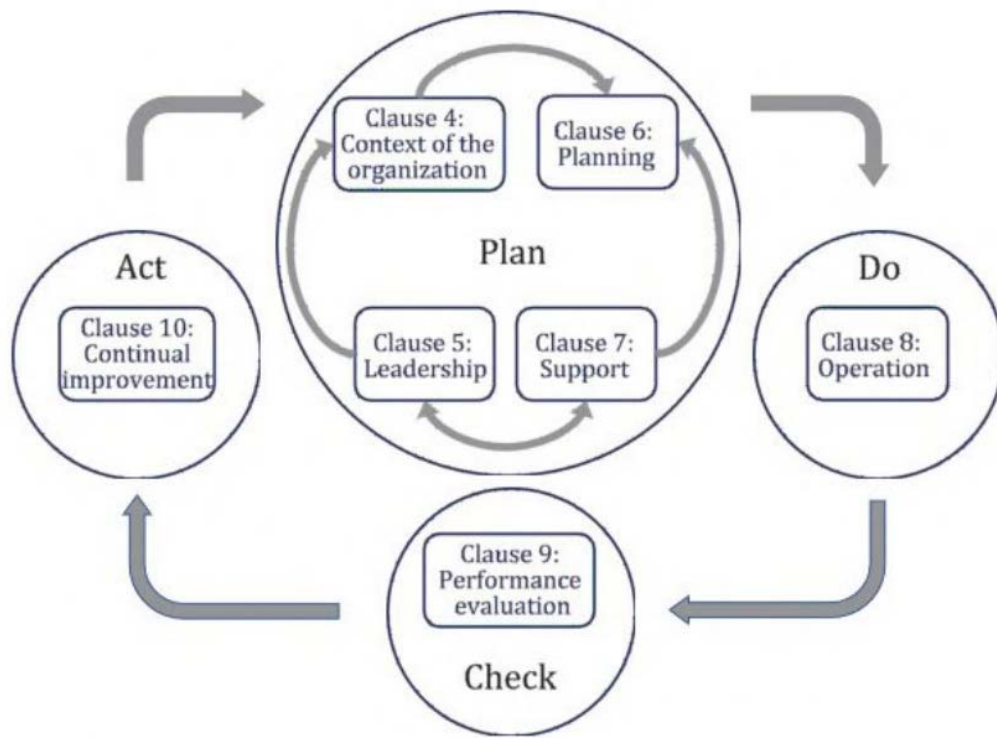 Clause 4:
Context of the
organization
Clause 6:
Planning
Plan
Clause 5:
Leadership
Clause 7:
Support
Do
Clause 8:
Operation
Clause 9:
Performance
evaluation
Check
Act
Clause 10:
Continual
improvement